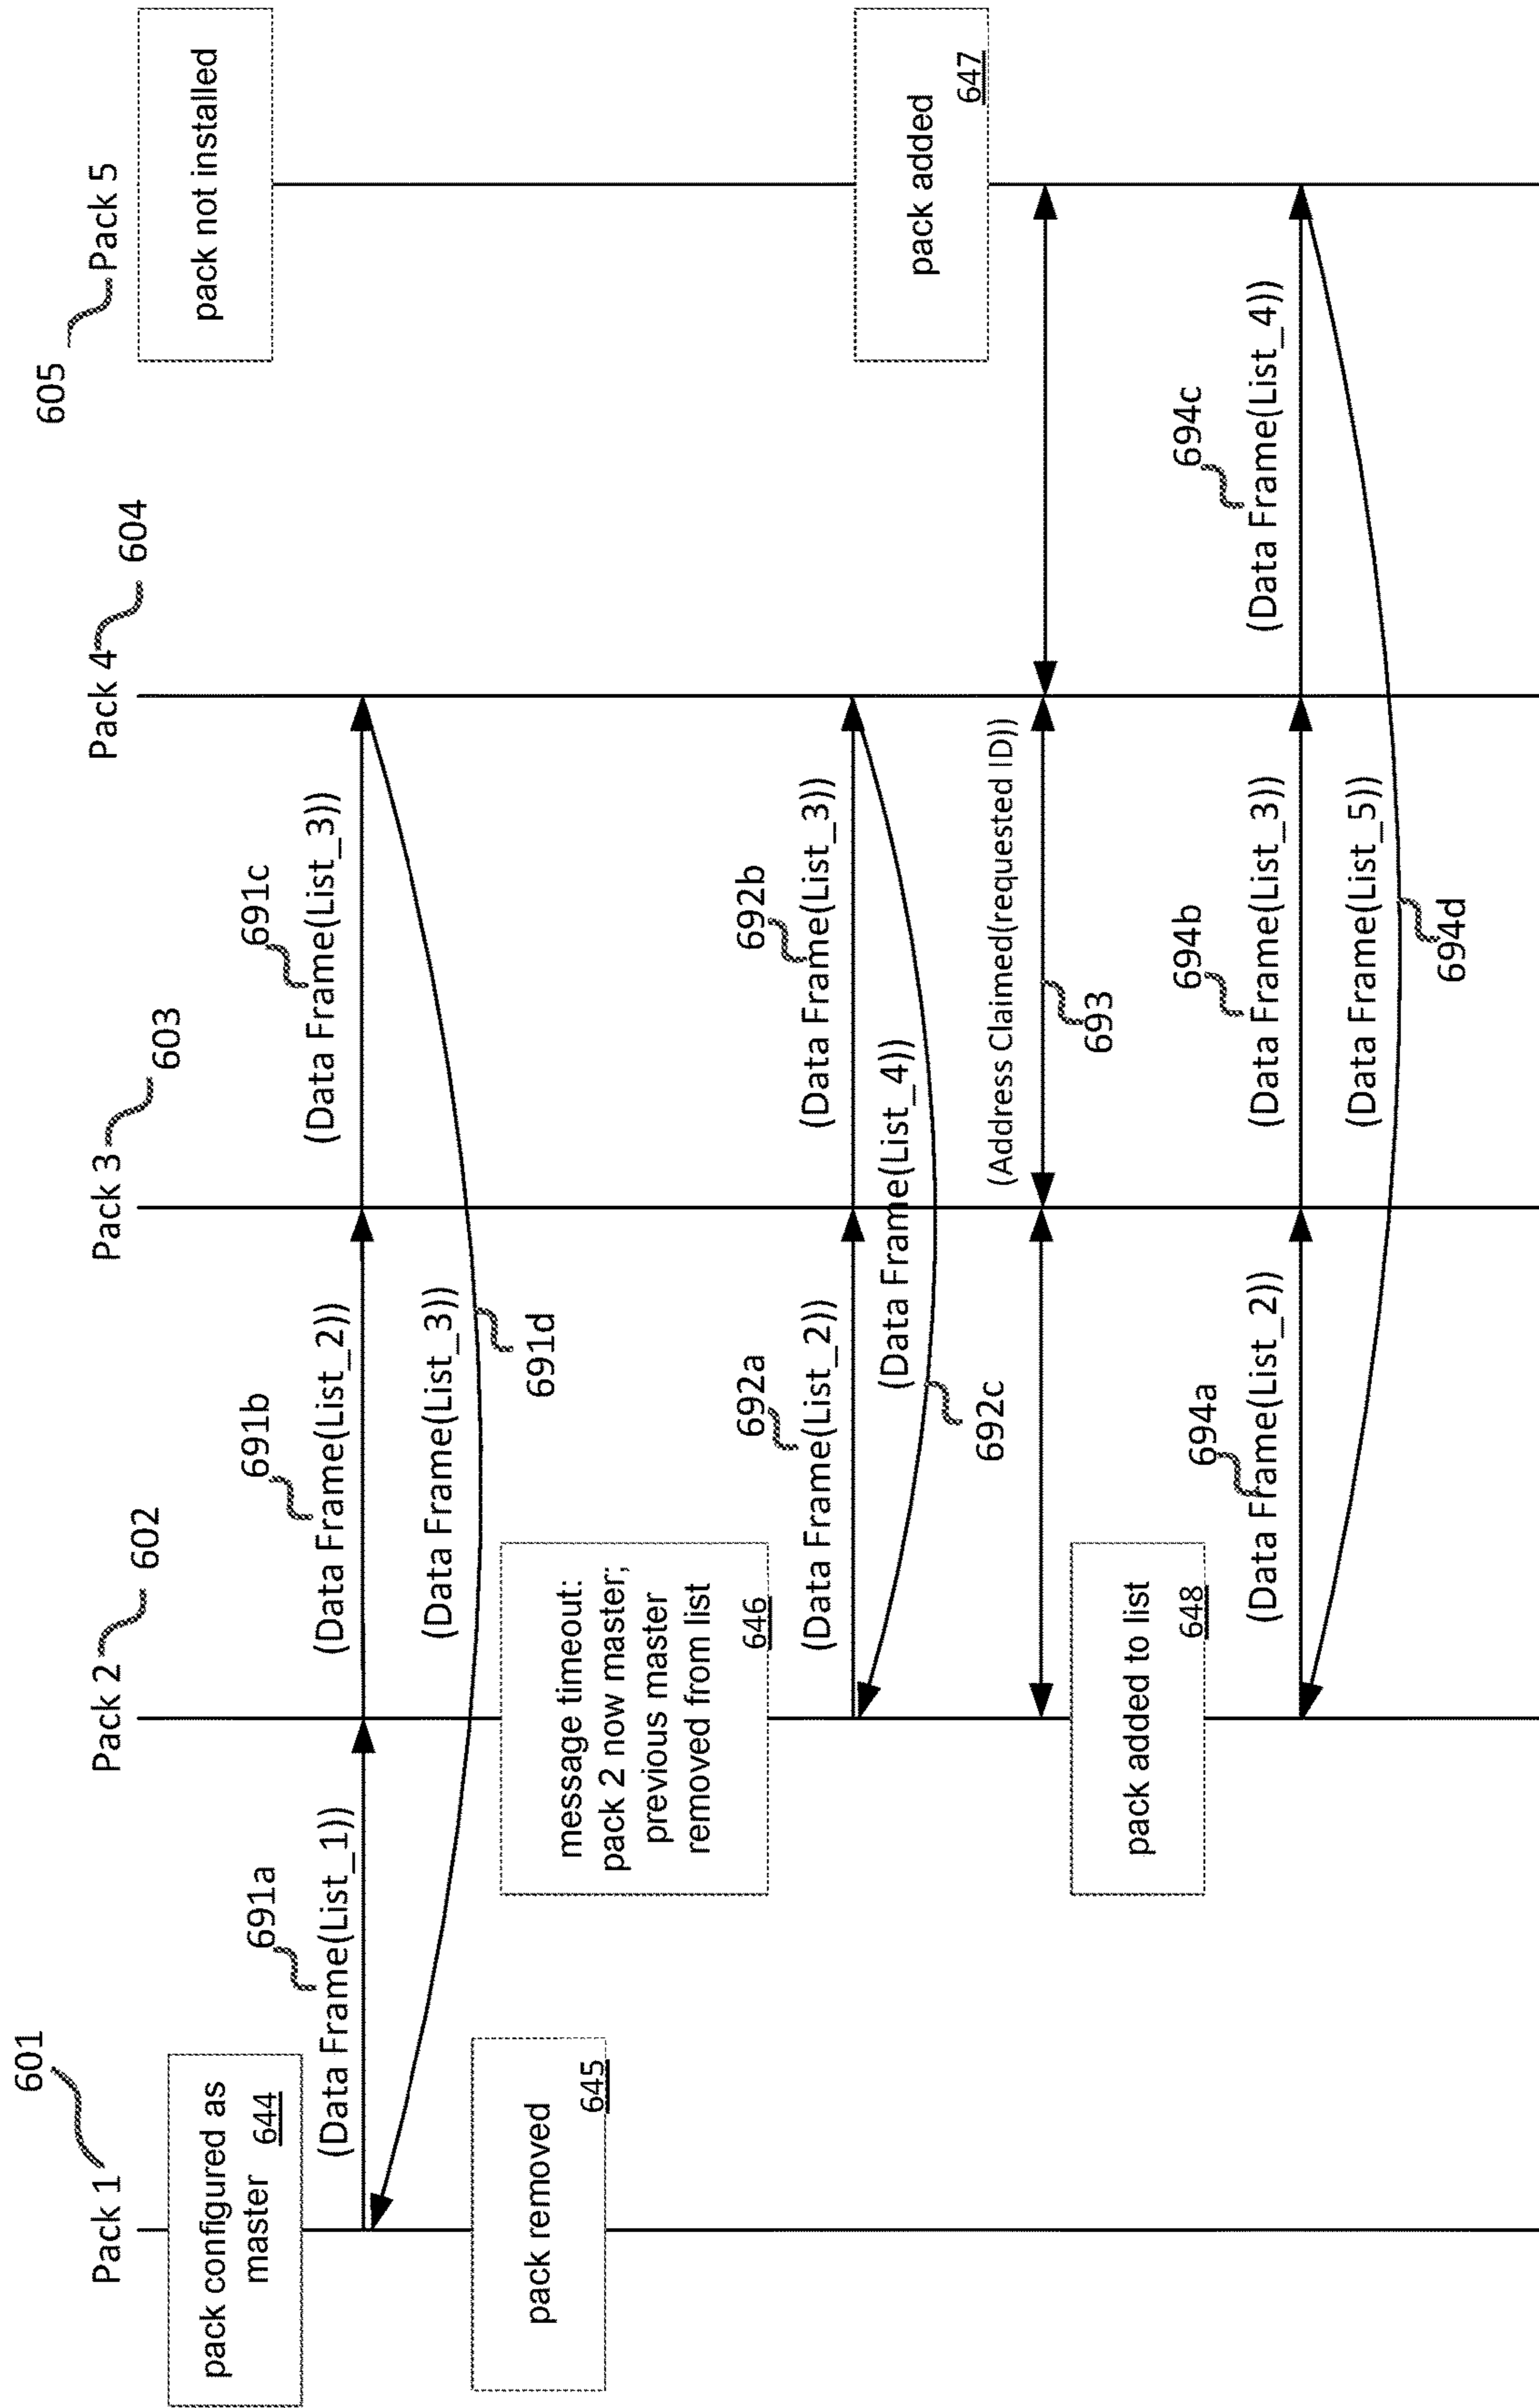 601
Pack 1
602
Pack 2
603
Pack 3
604
Pack 4
605
Pack 5
pack configured as
master 644
pack not installed
691a
(Data Frame(List_1))
691b
(Data Frame(List_2))
691c
(Data Frame(List_3))
(Data Frame(List_3))
691d
pack removed
645
message timeout:
pack 2 now master;
previous master
removed from list
646
692a
(Data Frame(List_2))
692b
(Data Frame(List_3))
(Data Frame(List_4))
692c
pack added
647
(Address Claimed(requested ID))
693
pack added to list
648
694a
(Data Frame(List_2))
694b
(Data Frame(List_3))
694c
(Data Frame(List_4))
(Data Frame(List_5))
694d